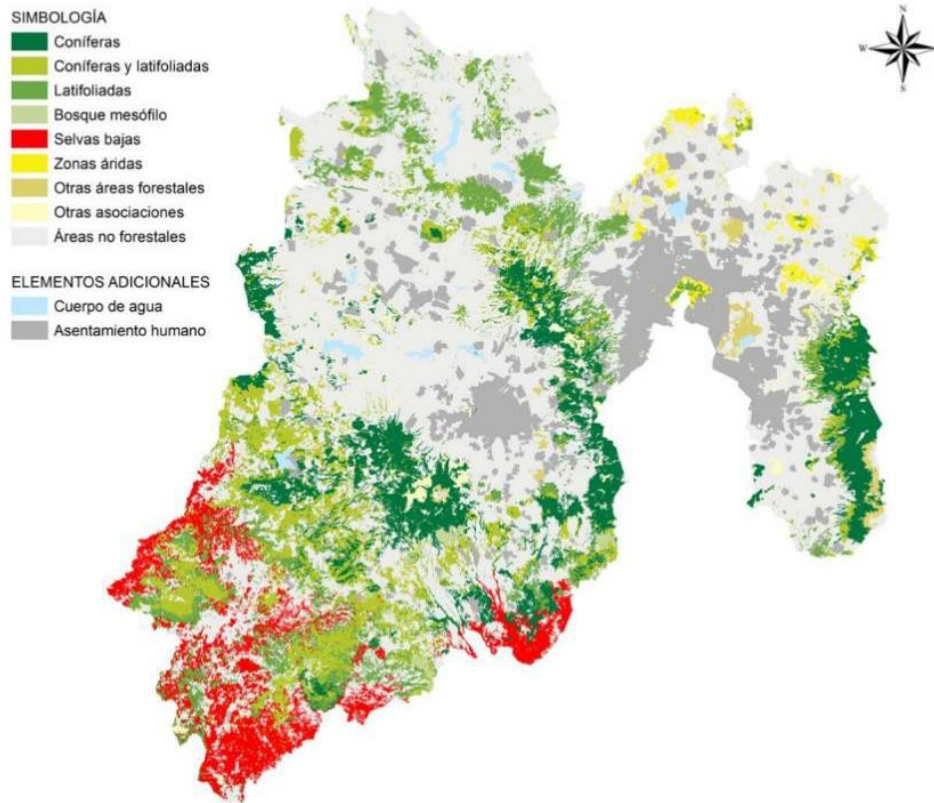 SIMBOLOGÍA
Coníferas
Coníferas y latifoliadas
Latifoliadas
Bosque mesófilo
Selvas bajas
Zonas áridas
Otras áreas forestales
Otras asociaciones
Áreas no forestales
ELEMENTOS ADICIONALES
Cuerpo de agua
Asentamiento humano
N
W
E
S